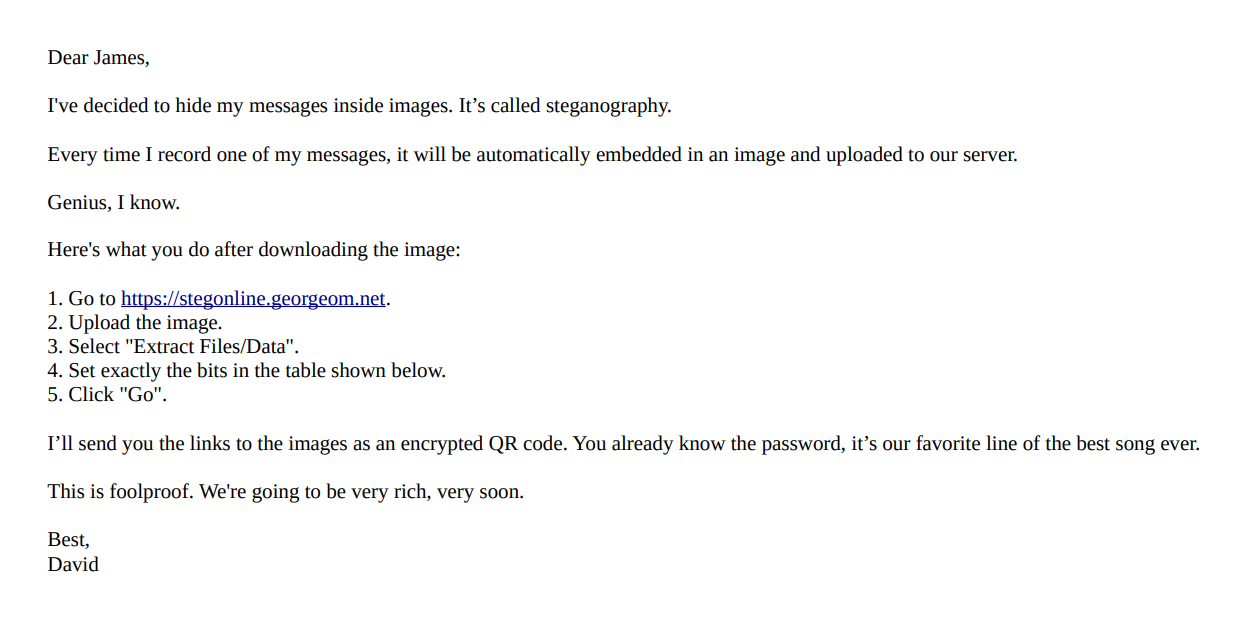 Dear James,
I've decided to hide my messages inside images. It’s called steganography.
Every time I record one of my messages, it will be automatically embedded in an image and uploaded to our server.
Genius, I know.
Here's what you do after downloading the image:
1. Go to https://stegonline.georgeom.net.
2. Upload the image.
3. Select "Extract Files/Data".
4. Set exactly the bits in the table shown below.
5. Click "Go".
I’ll send you the links to the images as an encrypted QR code. You already know the password, it’s our favorite line of the best song ever.
This is foolproof. We're going to be very rich, very soon.
Best,
David